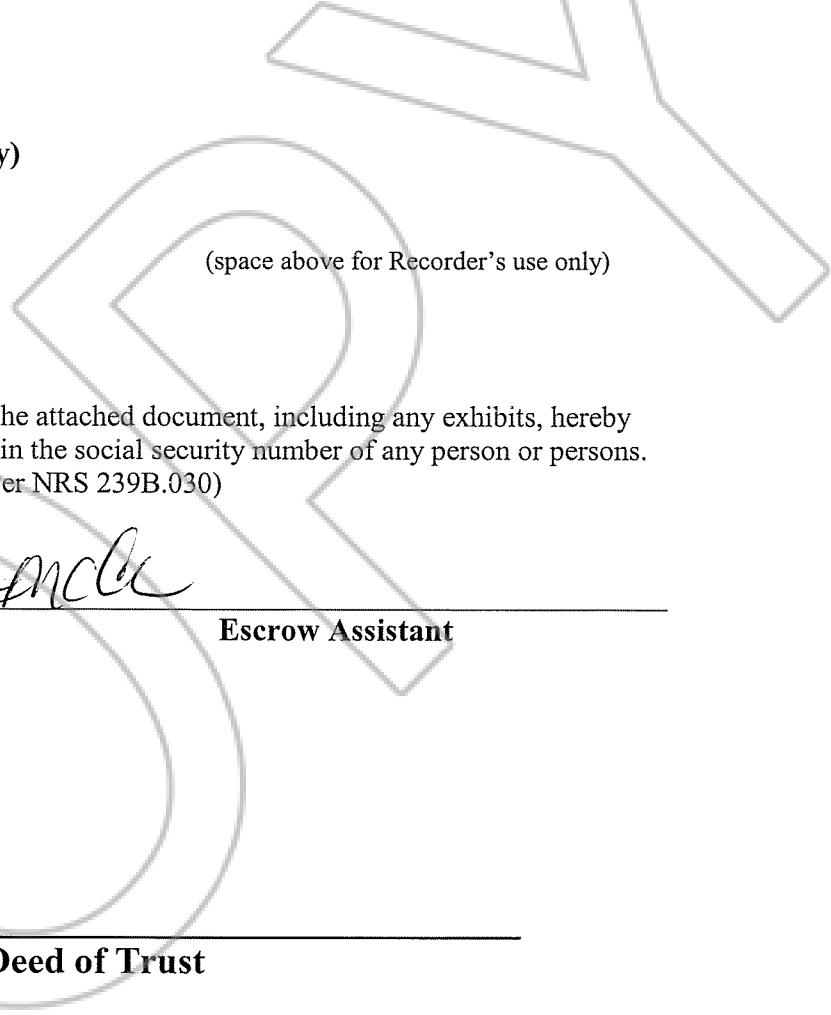 y)
(space above for Recorder's use only)
he attached document, including any exhibits, hereby
in the social security number of any person or persons.
er NRS 239B.030)
Escrow Assistant
Deed of Trust
OPY